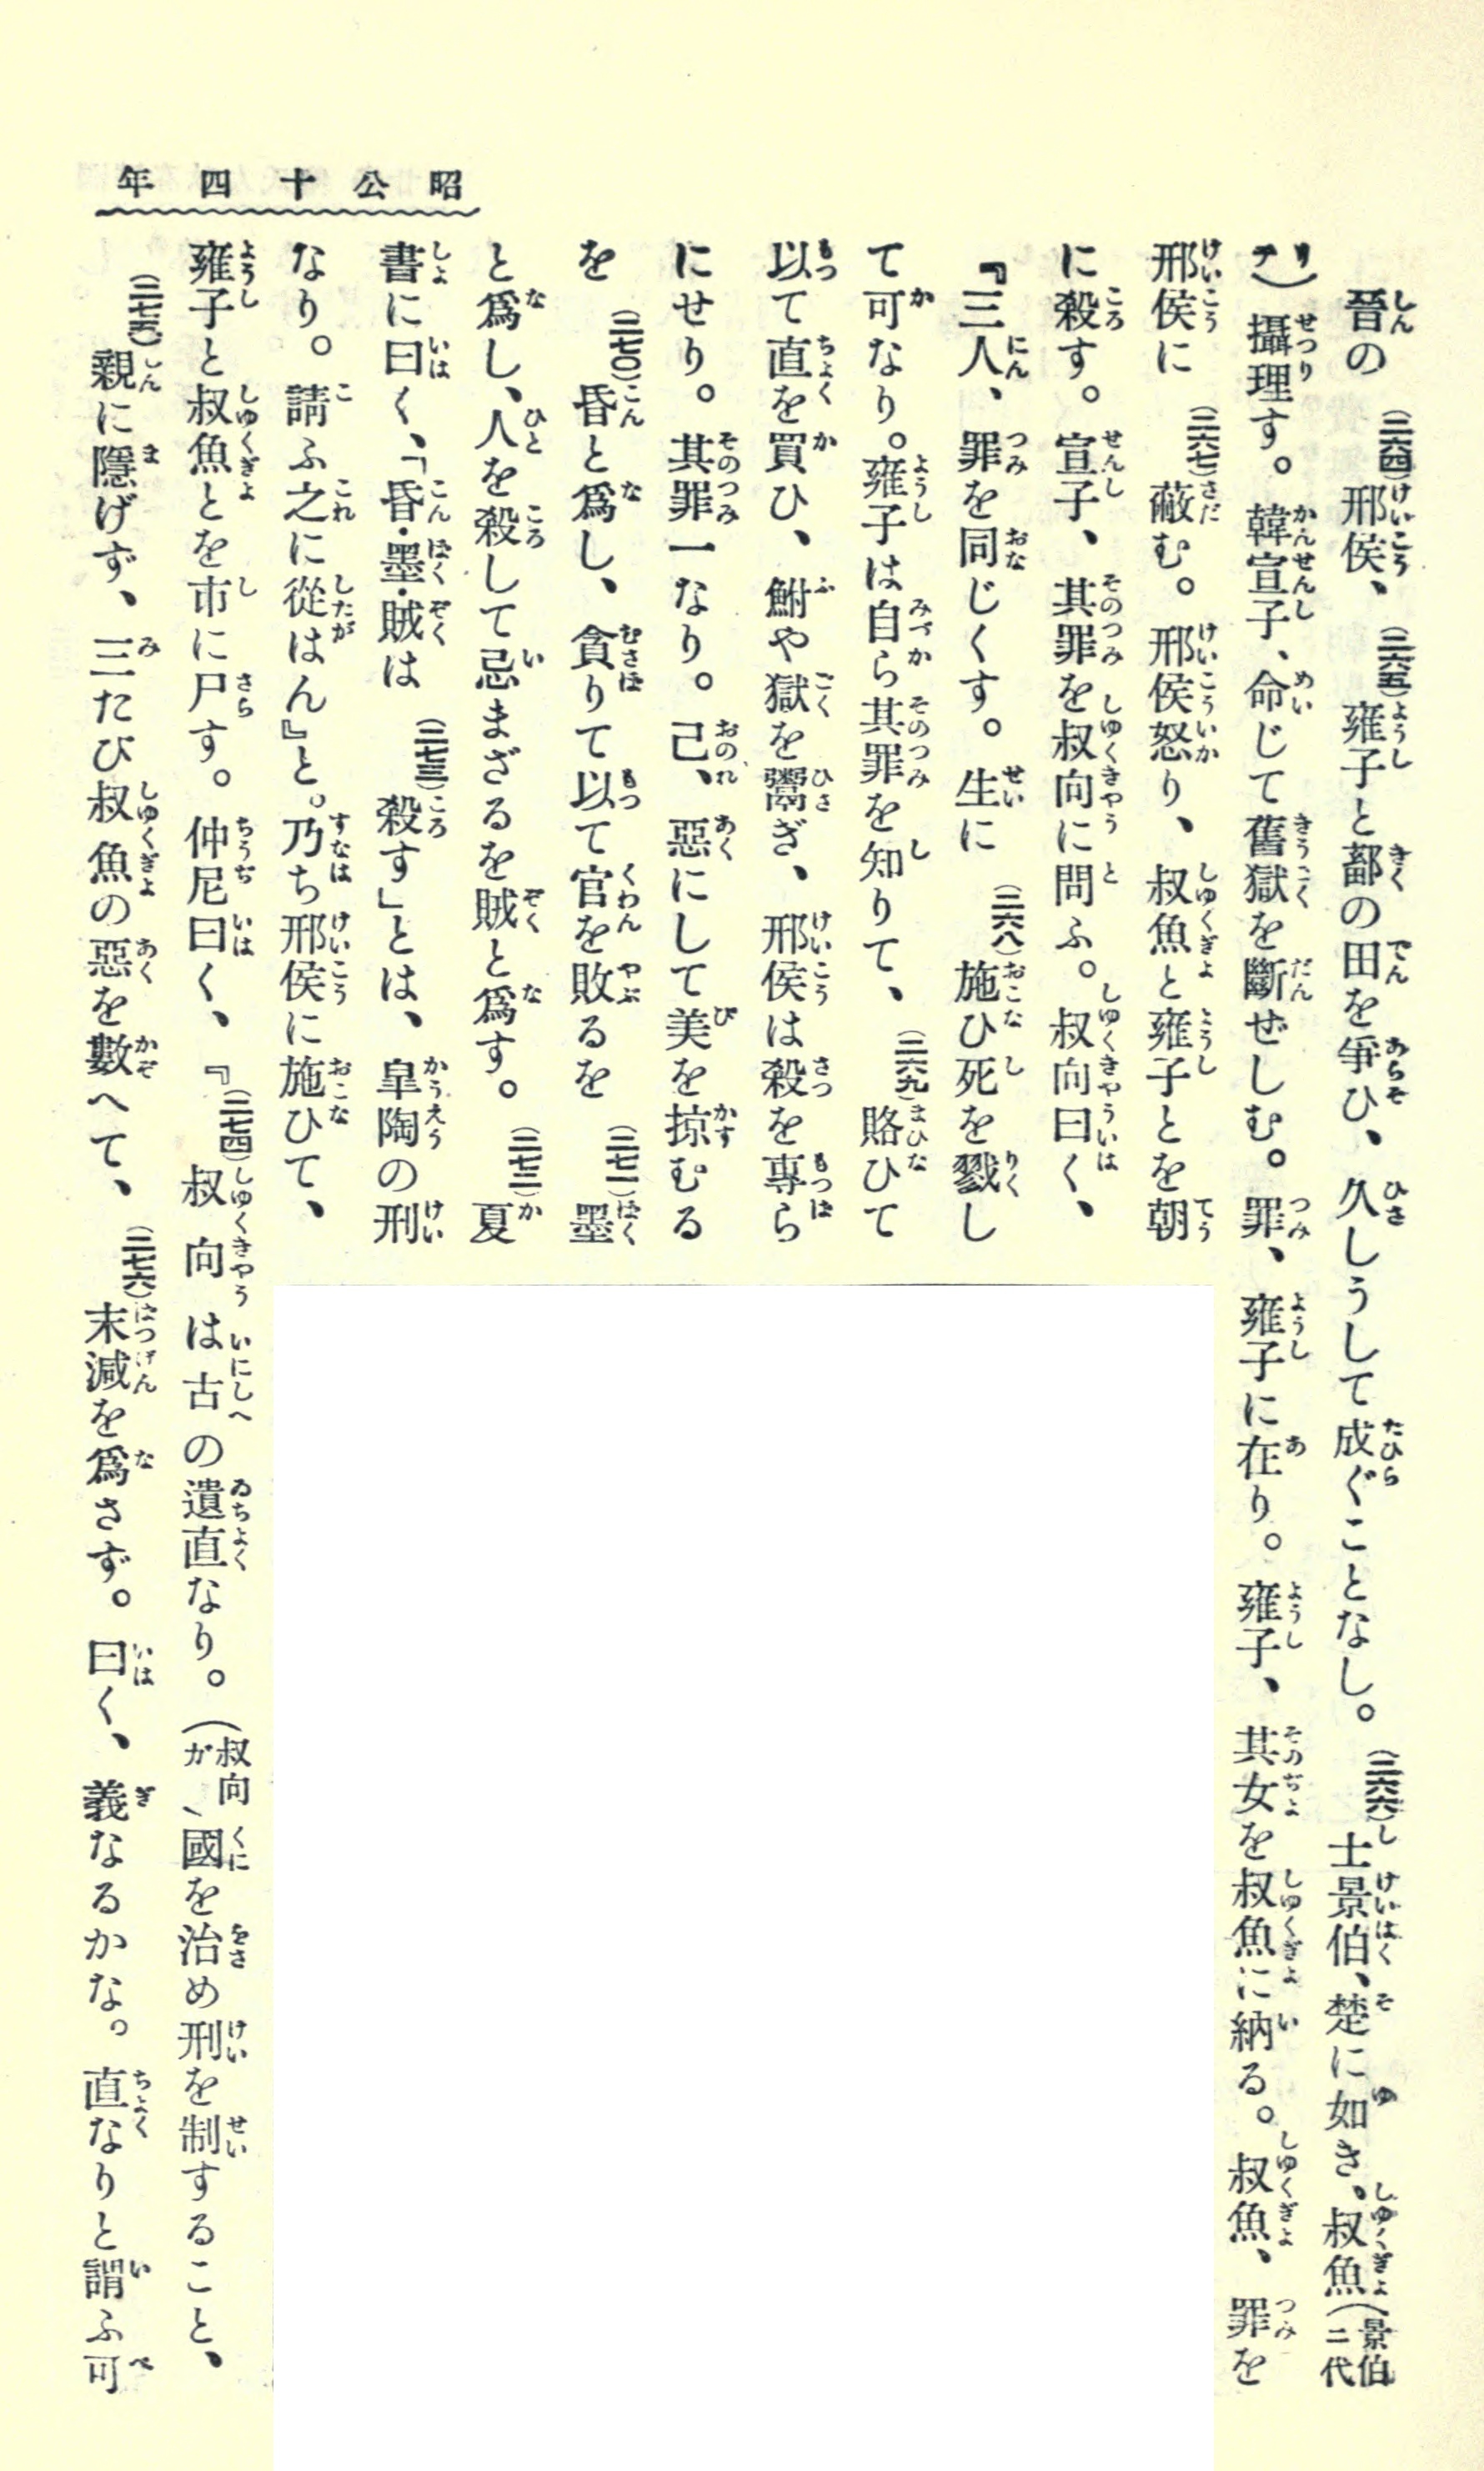 昭公十四年
晉の(二六四)邢侯、(二六五)雍子と鄐の田を爭ひ、久しうして成ぐことなし。(二六六)士景伯、楚に如き、叔魚(景伯ニ代
リテ)攝理す。韓宣子、命じて舊獄を斷ぜしむ。罪、雍子に在り。雍子、其女を叔魚に納る。叔魚、罪を
邢侯に(二六七)蔽む。邢侯怒り、叔魚と雍子とを朝
に殺す。宣子、其罪を叔向に問ふ。叔向曰く、
『三人、罪を同じくす。生に(二六八)施ひ死を戮し
て可なり。雍子は自ら其罪を知りて、(二六九)賂ひて
以て直を買ひ、鮒や獄を鬻ぎ、邢侯は殺を專ら
にせり。其罪一なり。己、惡にして美を掠むる
を(二七〇)昏と爲し、貪りて以て官を敗るを(二七一)墨
と爲し、人を殺して忌まざるを賊と爲す。(二七二)夏
書に曰く、「昏・墨・賊は(二七三)殺す」とは、皐陶の刑
なり。請ふ之に從はん』と。乃ち邢侯に施ひて、
雍子と叔魚とを市に尸す。仲尼曰く、『(二七四)叔向は古の遺直なり。(叔向ガ)、國を治め刑を制すること、
(二七五)親に隱げず、三たび叔魚の惡を數へて、(二七六)末減を爲さず。曰く、義なるかな。直なりと謂ふ可